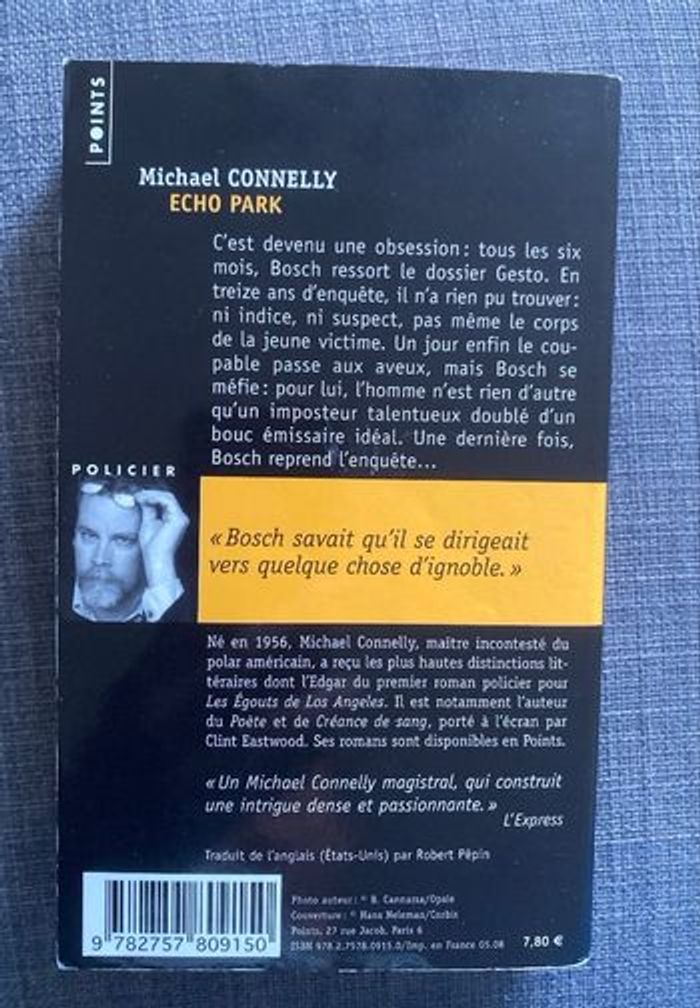 POINTS
Michael CONNELLY
ECHO PARK
C'est devenu une obsession : tous les six
mois, Bosch ressort le dossier Gesto. En
treize ans d'enquête, il n'a rien pu trouver :
ni indice, ni suspect, pas même le corps
de la jeune victime. Un jour enfin le cou-
pable passe aux aveux, mais Bosch se
méfie : pour lui, l'homme n'est rien d'autre
qu'un imposteur talentueux doublé d'un
bouc émissaire idéal. Une dernière fois,
Bosch reprend l'enquête...
POLICIER
« Bosch savait qu'il se dirigeait
vers quelque chose d'ignoble. »
Né en 1956, Michael Connelly, maître incontesté du
polar américain, a reçu les plus hautes distinctions lit-
téraires dont l'Edgar du premier roman policier pour
Les Égouts de Los Angeles. Il est notamment l'auteur
du Poète et de Créance de sang, porté à l'écran par
Clint Eastwood. Ses romans sont disponibles en Points.
« Un Michael Connelly magistral, qui construit
une intrigue dense et passionnante. »
L'Express
Traduit de l'anglais (États-Unis) par Robert Pépin
Photo auteur : © B. Cannarsa/Opale
Couverture : © Hans Neleman/Corbis
Points, 27 rue Jacob, Paris 6
ISBN 978.2.7578.0915.0/Imp. en France 05.08
7,80 €
9 782757 809150